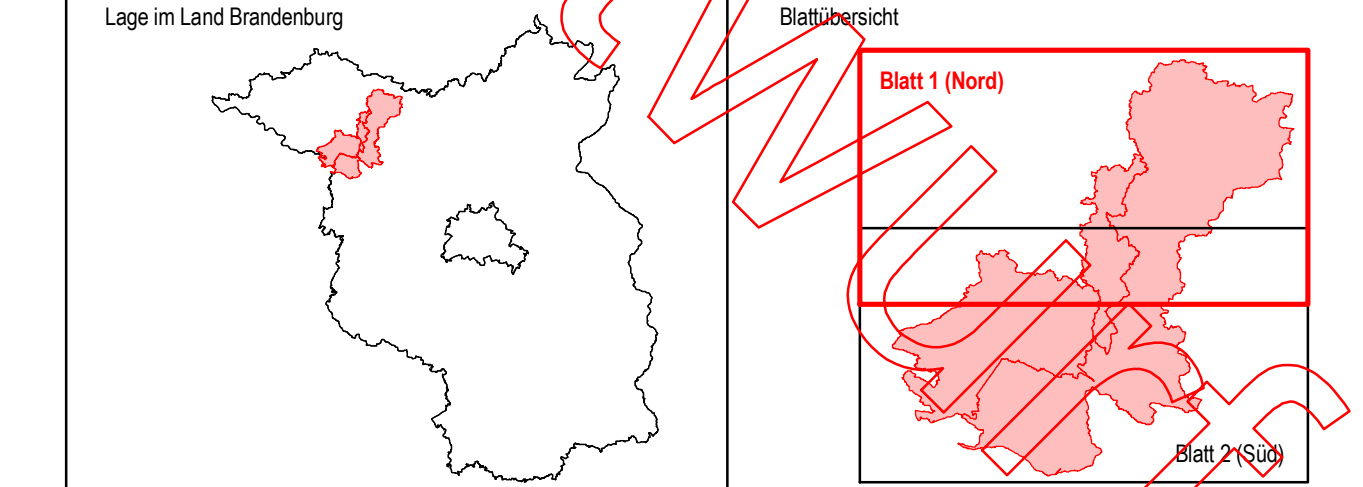 Lage im Land Brandenburg
Blattübersicht
Blatt 1 (Nord)
Blatt 2 (Süd)